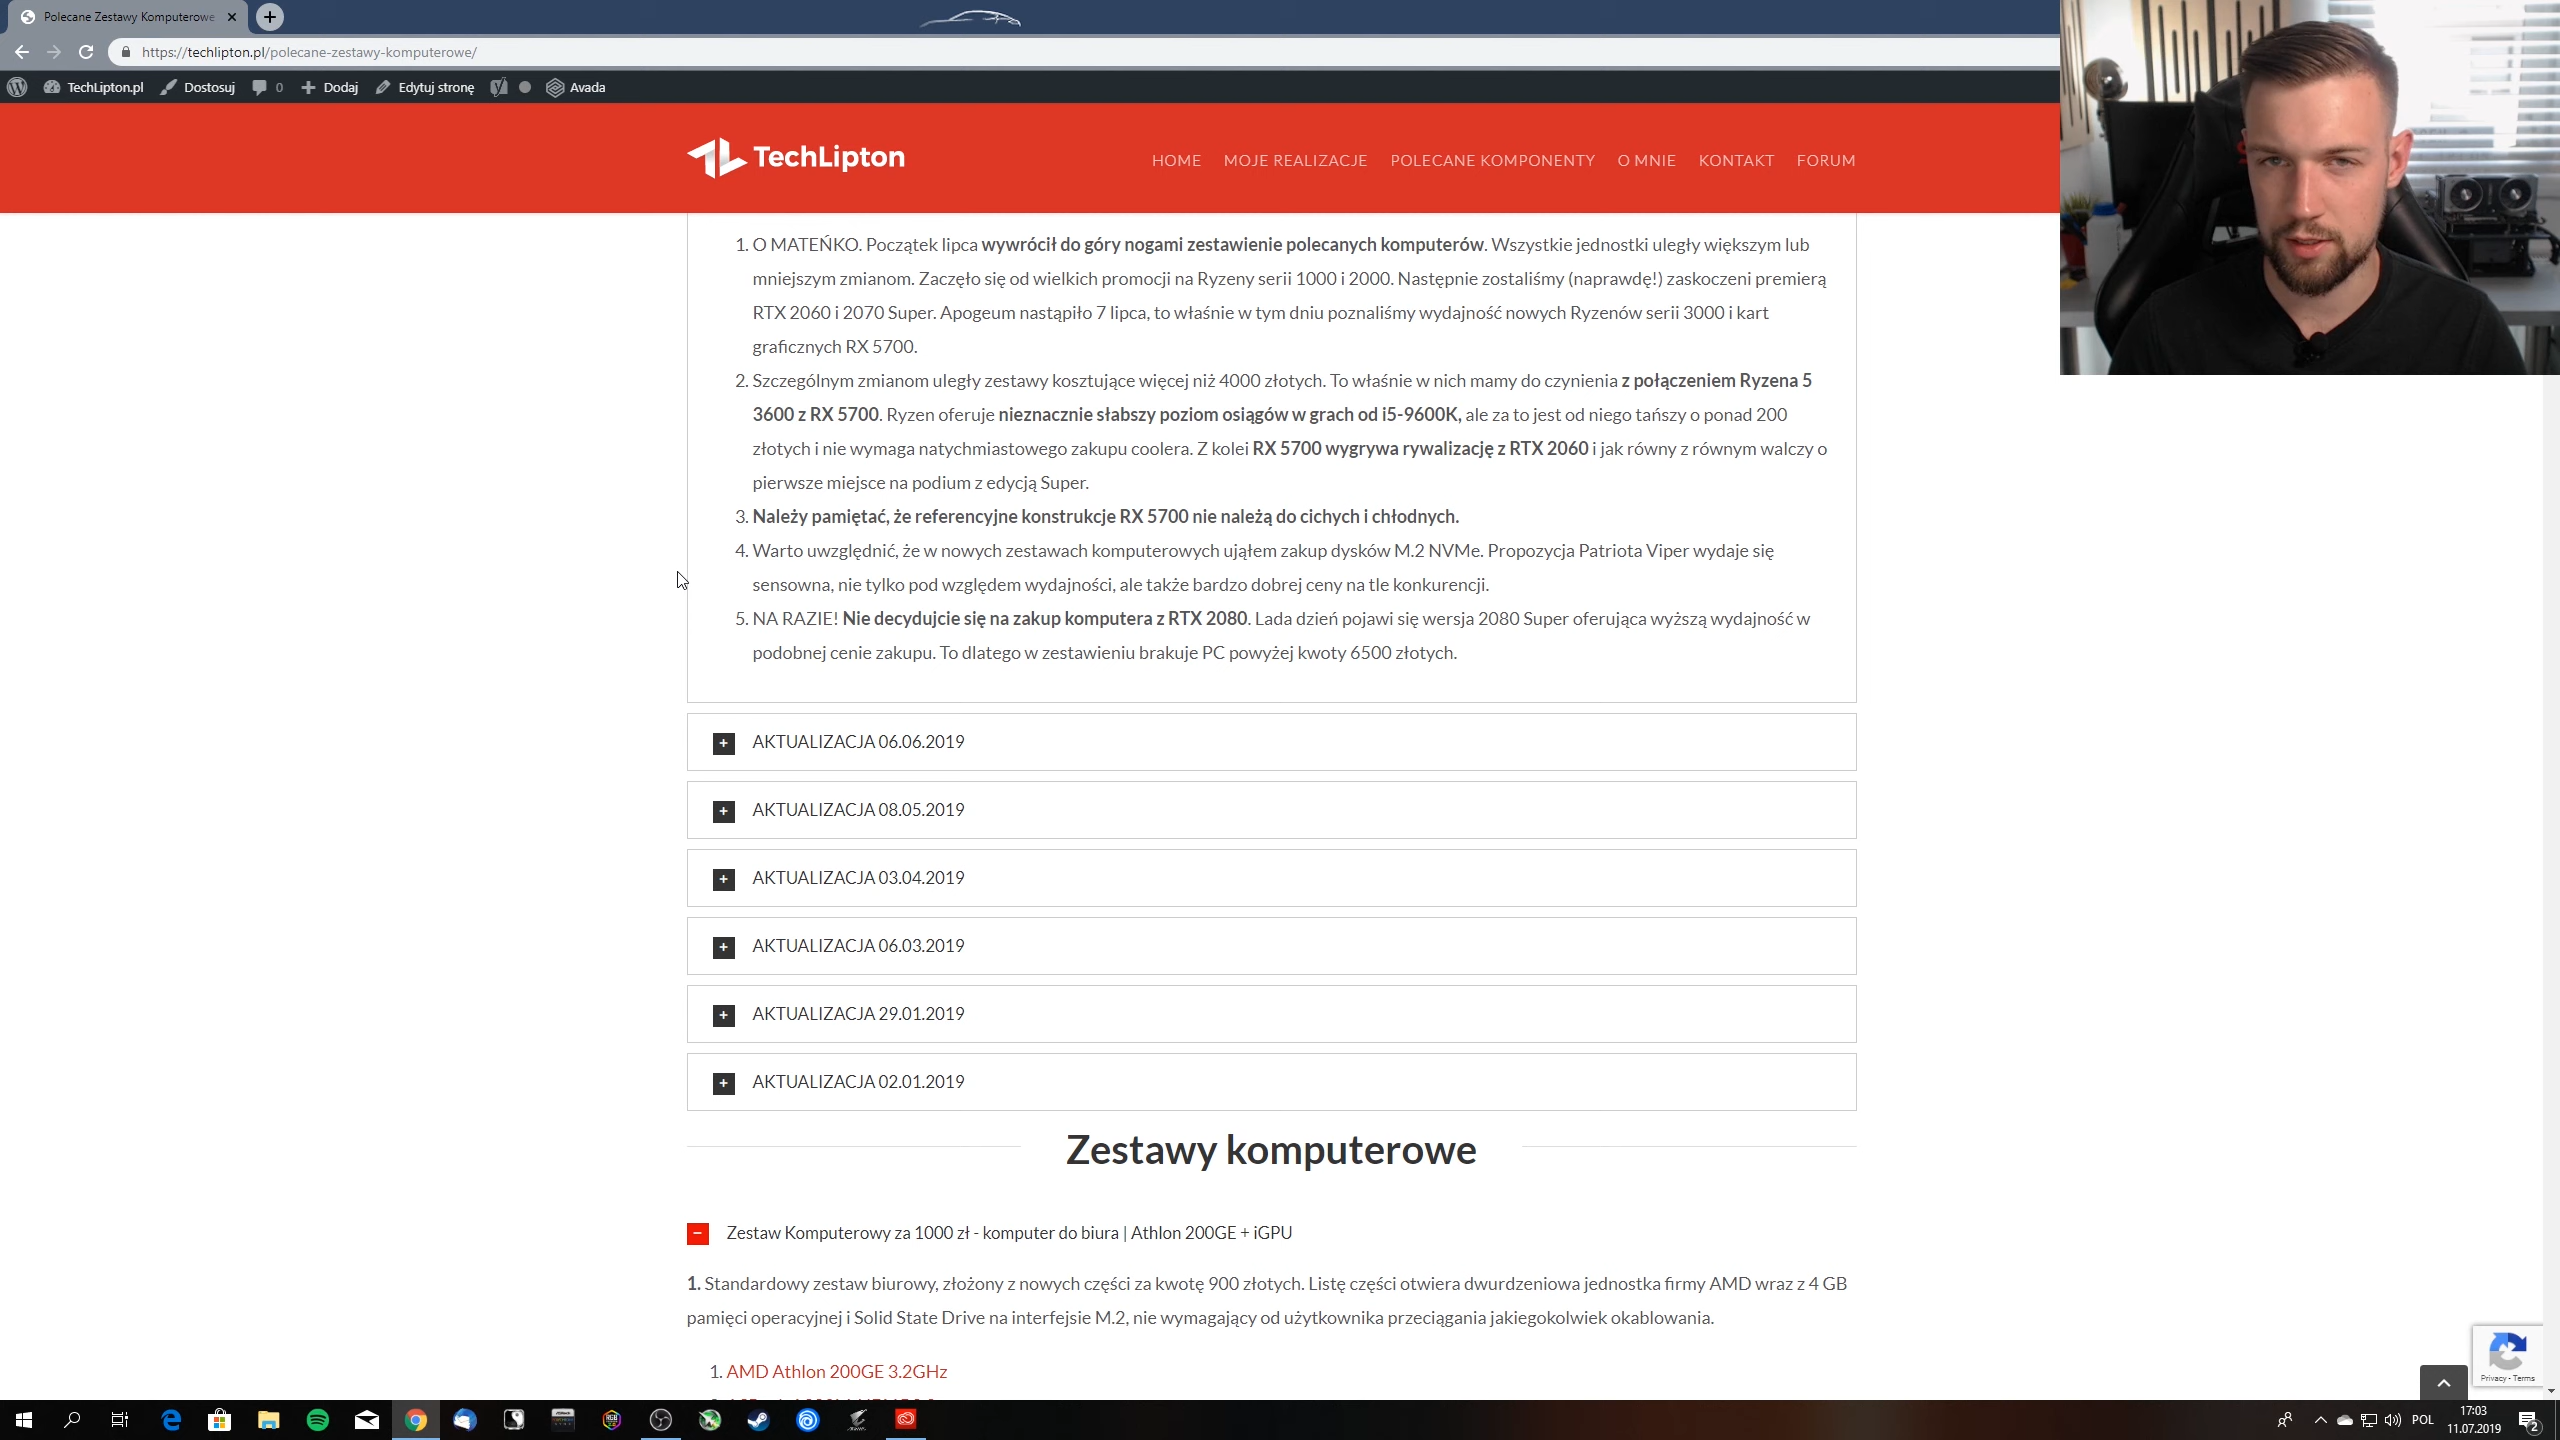 Polecane Zestawy Komputerowe
https://techlipton.pl/polecane-zestawy-komputerowe/
TechLipton.pl Dostosuj 0 Dodaj Edytuj stronę Avada
TechLipton
HOME MOJE REALIZACJE POLECANE KOMPONENTY O MNIE KONTAKT FORUM
1. O MATEŃKO. Początek lipca wywrócił do góry nogami zestawienie polecanych komputerów. Wszystkie jednostki uległy większym lub
mniejszym zmianom. Zaczęło się od wielkich promocji na Ryzeny serii 1000 i 2000. Następnie zostaliśmy (naprawdę!) zaskoczeni premierą
RTX 2060 i 2070 Super. Apogeum nastąpiło 7 lipca, to właśnie w tym dniu poznaliśmy wydajność nowych Ryzenów serii 3000 i kart
graficznych RX 5700.
2. Szczególnym zmianom uległy zestawy kosztujące więcej niż 4000 złotych. To właśnie w nich mamy do czynienia z połączeniem Ryzena 5
3600 z RX 5700. Ryzen oferuje nieznacznie słabszy poziom osiągów w grach od i5-9600K, ale za to jest od niego tańszy o ponad 200
złotych i nie wymaga natychmiastowego zakupu coolera. Z kolei RX 5700 wygrywa rywalizację z RTX 2060 i jak równy z równym walczy o
pierwsze miejsce na podium z edycją Super.
3. Należy pamiętać, że referencyjne konstrukcje RX 5700 nie należą do cichych i chłodnych.
4. Warto uwzględnić, że w nowych zestawach komputerowych ująłem zakup dysków M.2 NVMe. Propozycja Patriota Viper wydaje się
sensowna, nie tylko pod względem wydajności, ale także bardzo dobrej ceny na tle konkurencji.
5. NA RAZIE! Nie decydujcie się na zakup komputera z RTX 2080. Lada dzień pojawi się wersja 2080 Super oferująca wyższą wydajność w
podobnej cenie zakupu. To dlatego w zestawieniu brakuje PC powyżej kwoty 6500 złotych.
AKTUALIZACJA 06.06.2019
AKTUALIZACJA 08.05.2019
AKTUALIZACJA 03.04.2019
AKTUALIZACJA 06.03.2019
AKTUALIZACJA 29.01.2019
AKTUALIZACJA 02.01.2019
Zestawy komputerowe
Zestaw Komputerowy za 1000 zł - komputer do biura | Athlon 200GE + iGPU
1. Standardowy zestaw biurowy, złożony z nowych części za kwotę 900 złotych. Listę części otwiera dwurdzeniowa jednostka firmy AMD wraz z 4 GB
pamięci operacyjnej i Solid State Drive na interfejsie M.2, nie wymagający od użytkownika przeciągania jakiegokolwiek okablowania.
1. AMD Athlon 200GE 3.2GHz
Privacy - Terms
POL
17:03
11.07.2019
2